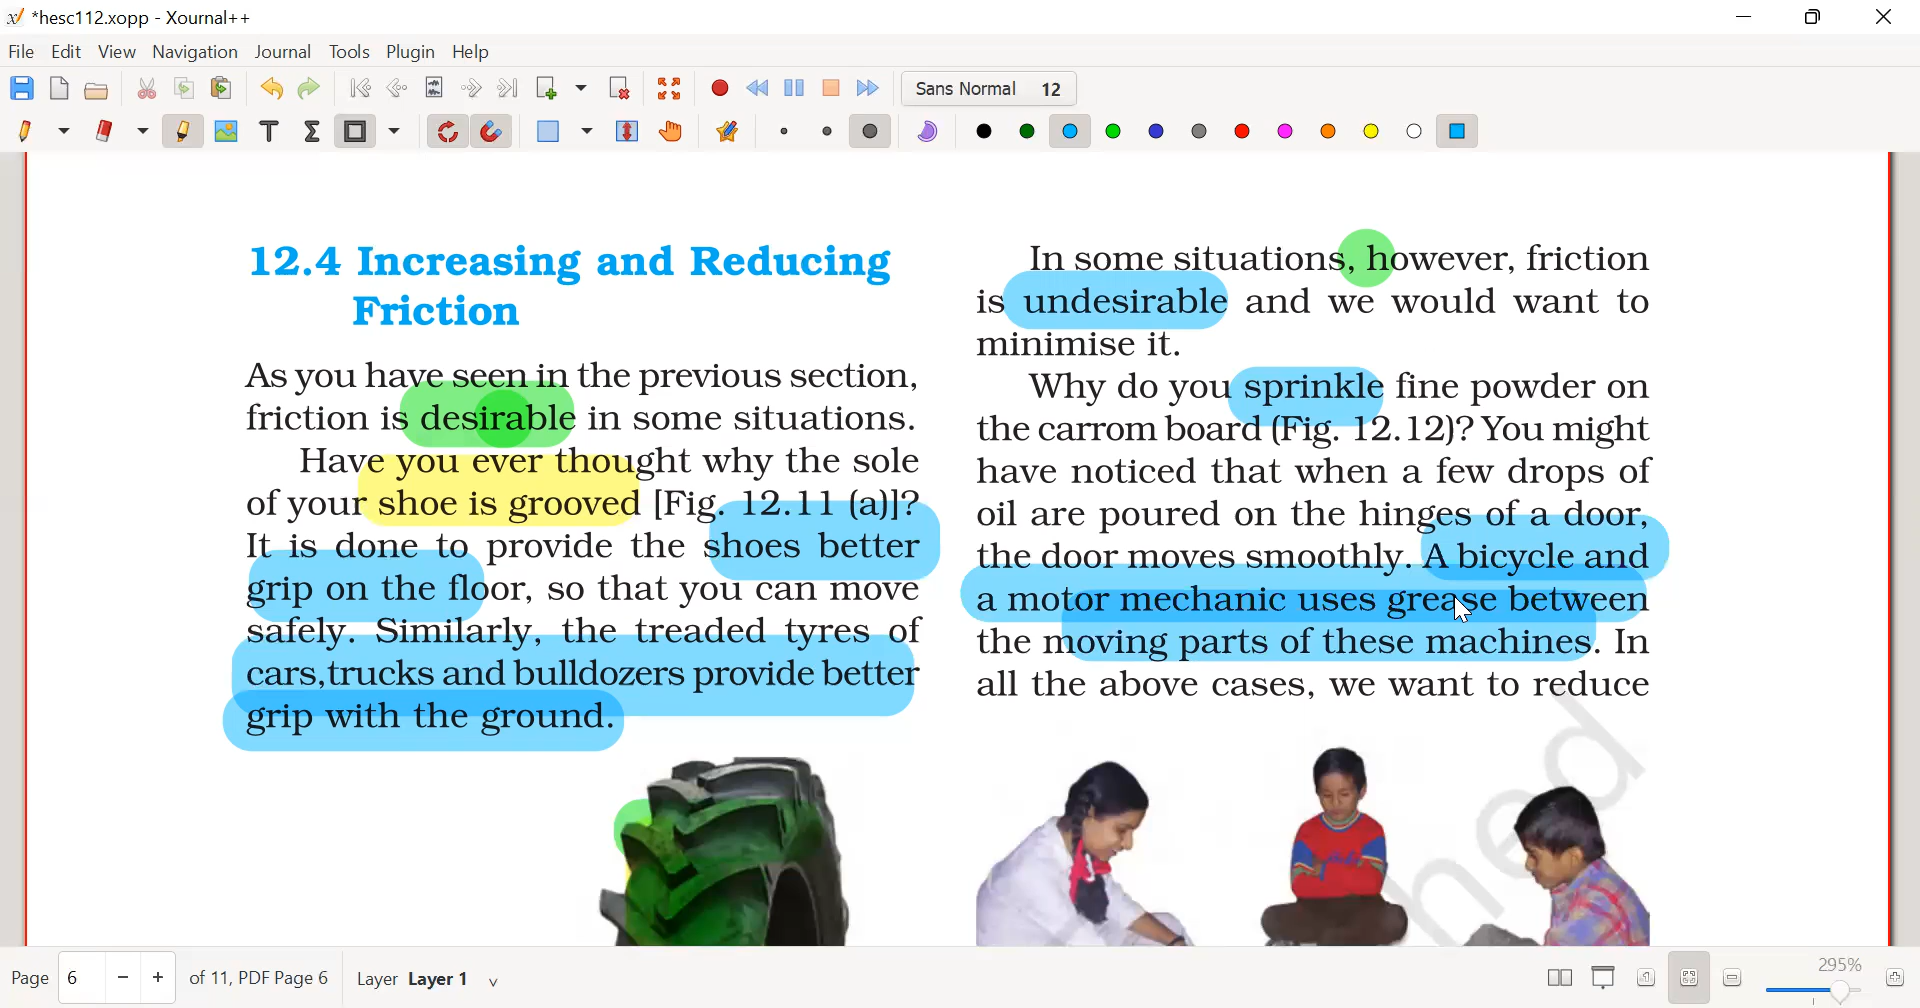 *hesc112.xopp - Xournal++
File Edit View Navigation Journal Tools Plugin Help
Sans Normal 12
12.4 Increasing and Reducing
Friction
As you have seen in the previous section,
friction is desirable in some situations.
Have you ever thought why the sole
of your shoe is grooved [Fig. 12.11 (a)]?
It is done to provide the shoes better
grip on the floor, so that you can move
safely. Similarly, the treaded tyres of
cars,trucks and bulldozers provide better
grip with the ground.
In some situations, however, friction
is undesirable and we would want to
minimise it.
Why do you sprinkle fine powder on
the carrom board (Fig. 12.12)? You might
have noticed that when a few drops of
oil are poured on the hinges of a door,
the door moves smoothly. A bicycle and
a motor mechanic uses grease between
the moving parts of these machines. In
all the above cases, we want to reduce
hed
Page 6 of 11, PDF Page 6 Layer Layer 1
295%